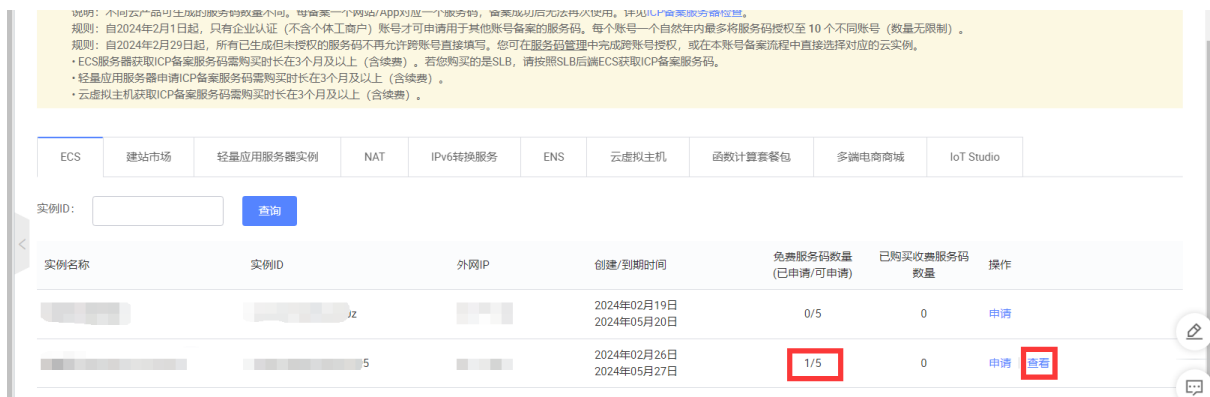 说明：不同云产品可生成的服务码数量不同。每备案一个网站/App对应一个服务码，备案成功后无法再次使用。详见ICP备案服务器检查。
规则：自2024年2月1日起，只有企业认证（不含个体工商户）账号才可申请用于其他账号备案的服务码。每个账号一个自然年内最多将服务码授权至 10 个不同账号（数量无限制）。
规则：自2024年2月29日起，所有已生成但未授权的服务码不再允许跨账号直接填写。您可在服务码管理中完成跨账号授权，或在本账号备案流程中直接选择对应的云实例。
• ECS服务器获取ICP备案服务码需购买时长在3个月及以上（含续费）。若您购买的是SLB，请按照SLB后端ECS获取ICP备案服务码。
• 轻量应用服务器申请ICP备案服务码需购买时长在3个月及以上（含续费）。
• 云虚拟主机获取ICP备案服务码需购买时长在3个月及以上（含续费）。
ECS 建站市场 轻量应用服务器实例 NAT IPv6转换服务 ENS 云虚拟主机 函数计算套餐包 多端电商商城 IoT Studio
实例ID： 查询
实例名称 实例ID 外网IP 创建/到期时间 免费服务码数量 已购买收费服务码 操作
(已申请/可申请) 数量
2024年02月19日
uz 0/5 0 申请
2024年05月20日
2024年02月26日
5 1/5 0 申请 查看
2024年05月27日